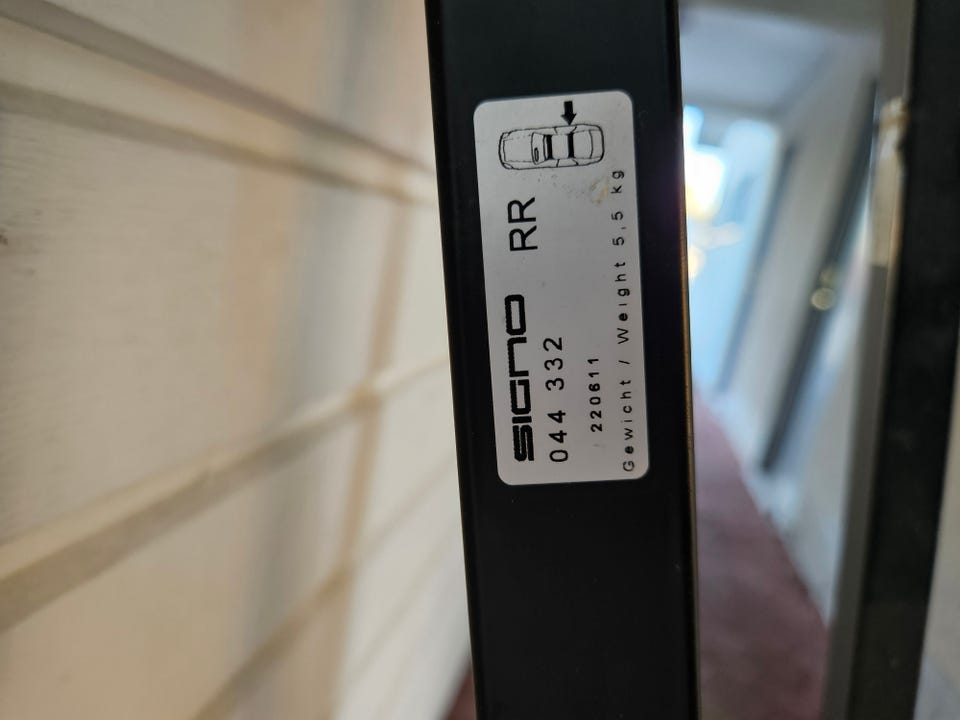 SIGNO RR
044 332
220611
Gewicht / Weight 5,5 kg